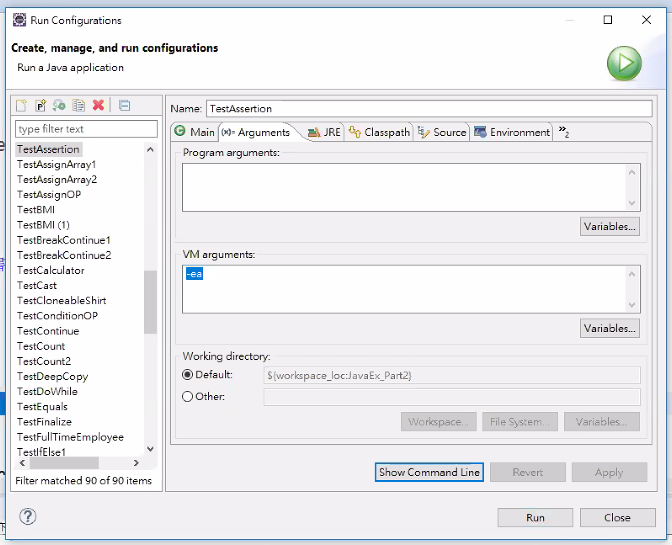 Run Configurations
Create, manage, and run configurations
Run a Java application
type filter text
TestAssertion
TestAssignArray1
TestAssignArray2
TestAssignOP
TestBMI
TestBMI (1)
TestBreakContinue1
TestBreakContinue2
TestCalculator
TestCast
TestCloneableShirt
TestConditionOP
TestContinue
TestCount
TestCount2
TestDeepCopy
TestDoWhile
TestEquals
TestFinalize
TestFullTimeEmployee
TestIfElse1
Filter matched 90 of 90 items
Name: TestAssertion
Main (x)= Arguments JRE Classpath Source Environment »2
Program arguments:
Variables...
VM arguments:
-ea
Variables...
Working directory:
Default: ${workspace_loc:JavaEx_Part2}
Other:
Workspace... File System... Variables...
Show Command Line Revert Apply
? Run Close